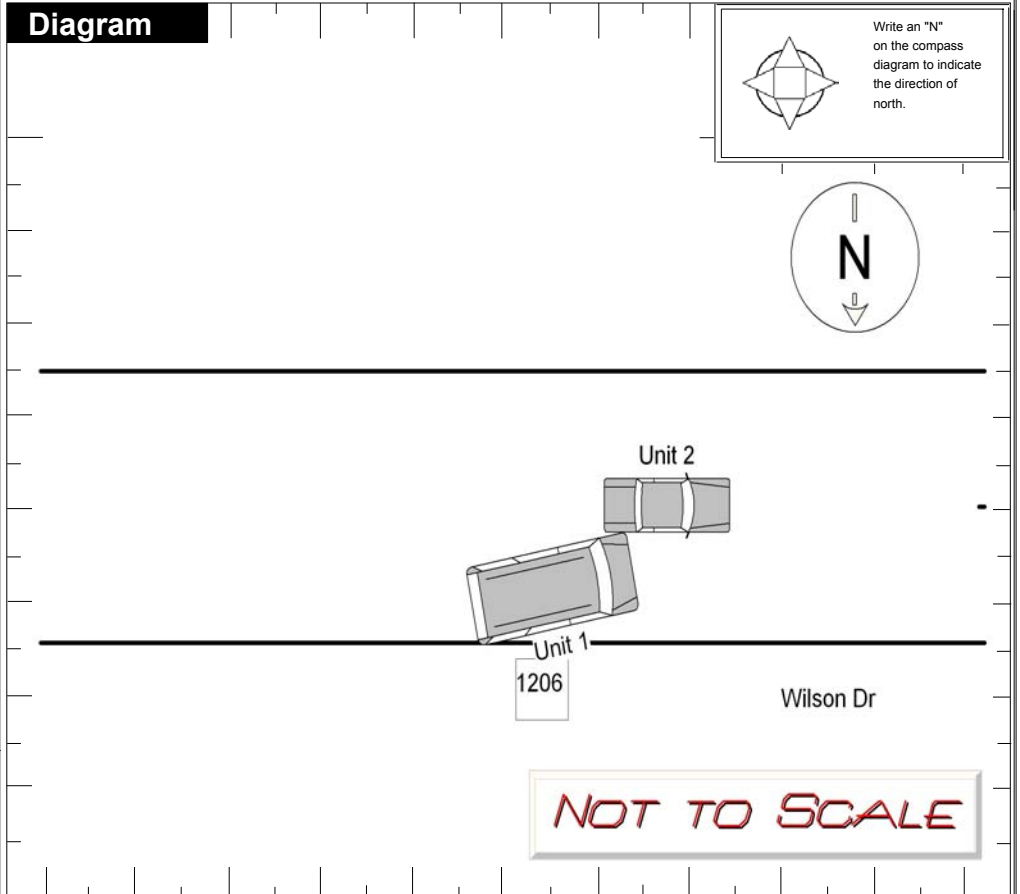 Diagram
Write an "N"
on the compass
diagram to indicate
the direction of
north.
N
Unit 2
Unit 1
1206
Wilson Dr
NOT TO SCALE